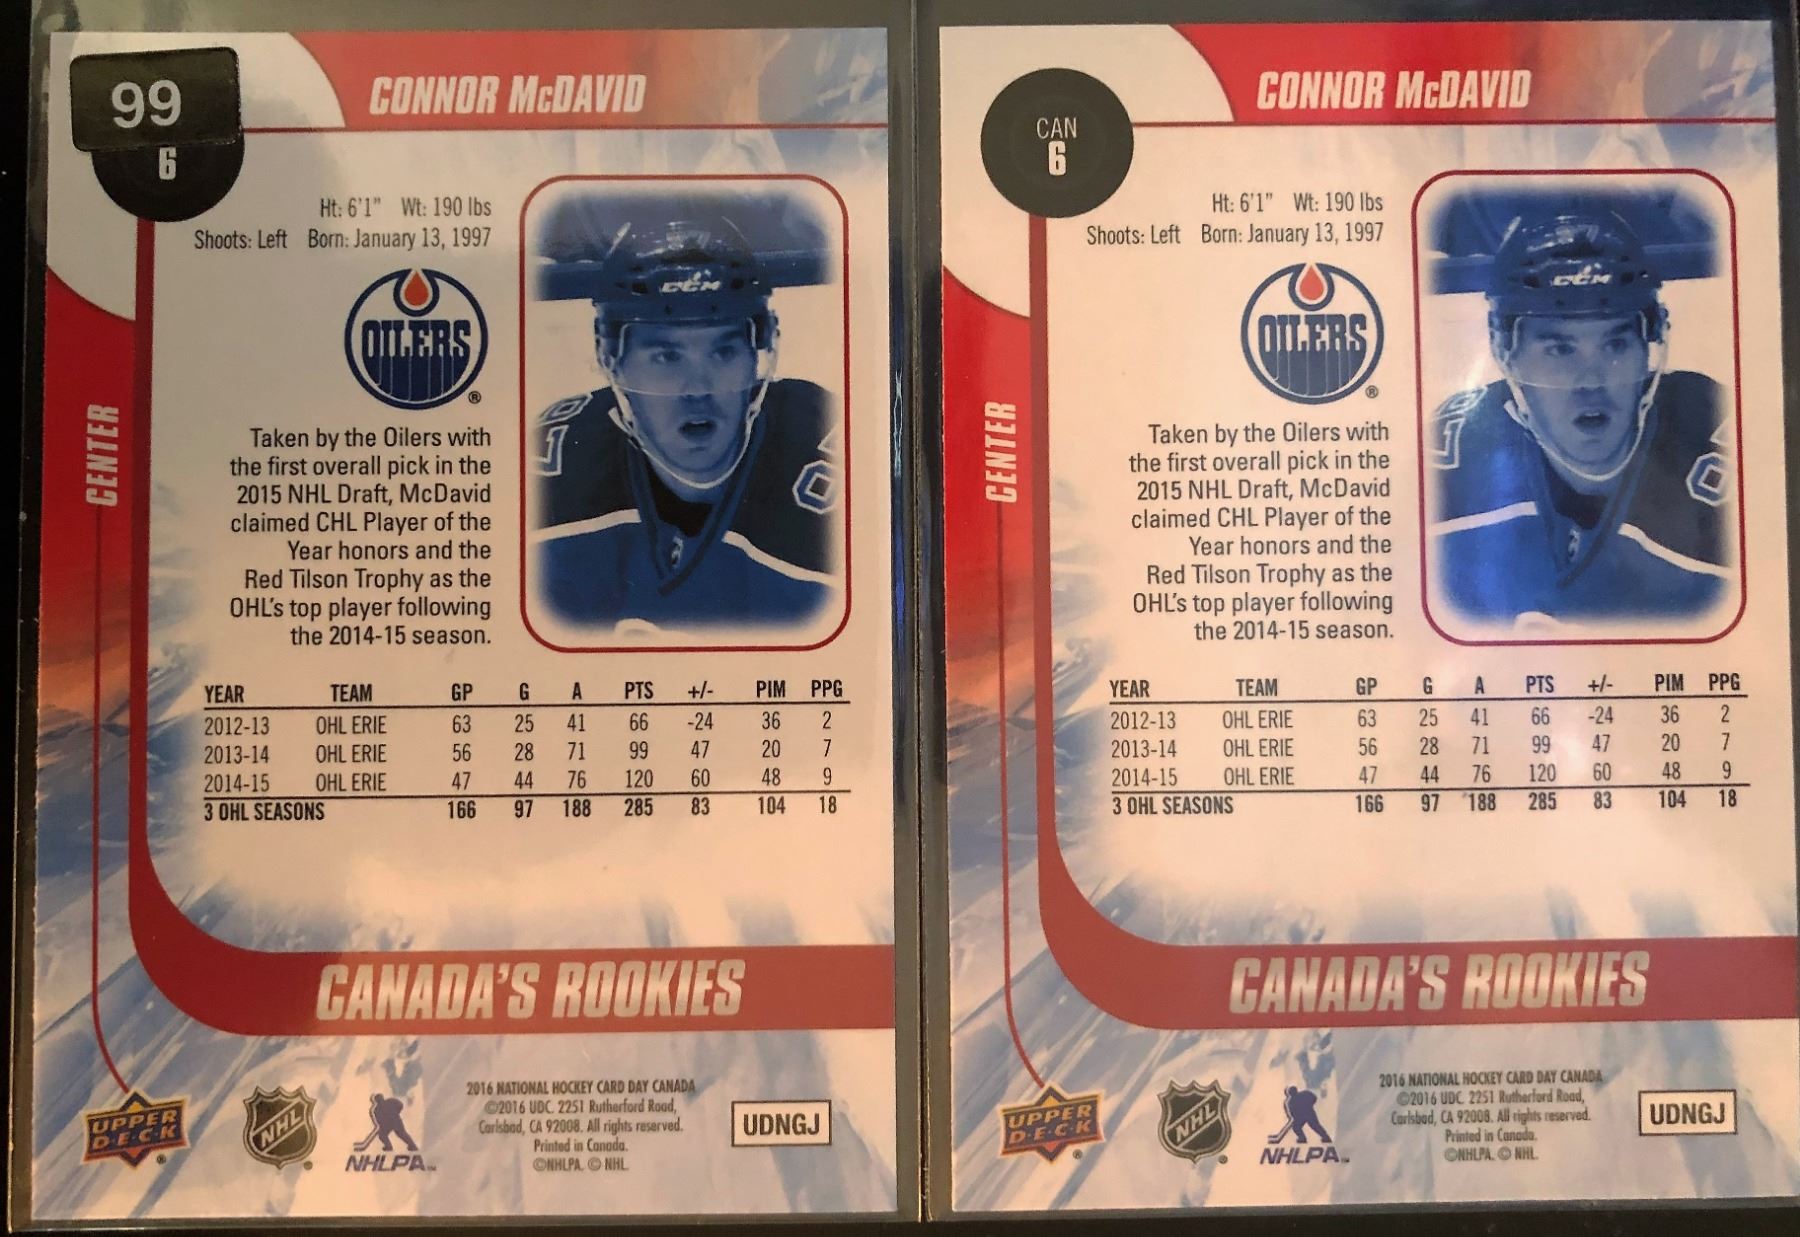 99
6
CONNOR McDAVID
Ht: 6'1" Wt: 190 lbs
Shoots: Left Born: January 13, 1997
OILERS
®
CCM
CENTER
Taken by the Oilers with
the first overall pick in the
2015 NHL Draft, McDavid
claimed CHL Player of the
Year honors and the
Red Tilson Trophy as the
OHL's top player following
the 2014-15 season.
YEAR TEAM GP G A PTS +/- PIM PPG
2012-13 OHL ERIE 63 25 41 66 -24 36 2
2013-14 OHL ERIE 56 28 71 99 47 20 7
2014-15 OHL ERIE 47 44 76 120 60 48 9
3 OHL SEASONS 166 97 188 285 83 104 18
CANADA'S ROOKIES
UPPER
D·E·C·K
®
NHL
®
NHLPA™
2016 NATIONAL HOCKEY CARD DAY CANADA
©2016 UDC. 2251 Rutherford Road,
Carlsbad, CA 92008. All rights reserved.
Printed in Canada.
©NHLPA. © NHL.
UDNGJ
CAN
6
CONNOR McDAVID
Ht: 6'1" Wt: 190 lbs
Shoots: Left Born: January 13, 1997
OILERS
®
CCM
CENTER
Taken by the Oilers with
the first overall pick in the
2015 NHL Draft, McDavid
claimed CHL Player of the
Year honors and the
Red Tilson Trophy as the
OHL's top player following
the 2014-15 season.
YEAR TEAM GP G A PTS +/- PIM PPG
2012-13 OHL ERIE 63 25 41 66 -24 36 2
2013-14 OHL ERIE 56 28 71 99 47 20 7
2014-15 OHL ERIE 47 44 76 120 60 48 9
3 OHL SEASONS 166 97 188 285 83 104 18
CANADA'S ROOKIES
UPPER
D·E·C·K
®
NHL
®
NHLPA™
2016 NATIONAL HOCKEY CARD DAY CANADA
©2016 UDC. 2251 Rutherford Road,
Carlsbad, CA 92008. All rights reserved.
Printed in Canada.
©NHLPA. © NHL.
UDNGJ